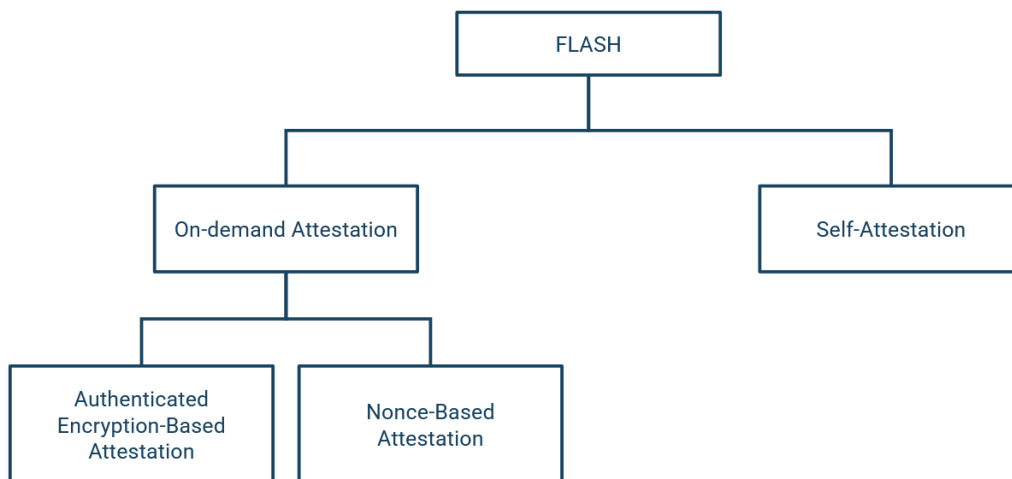 FLASH
On-demand Attestation
Self-Attestation
Authenticated
Encryption-Based
Attestation
Nonce-Based
Attestation